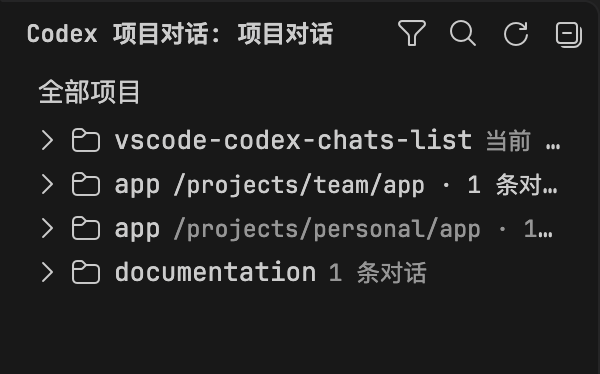 Codex 项目对话: 项目对话
全部项目
vscode-codex-chats-list 当前 …
app /projects/team/app · 1 条对…
app /projects/personal/app · 1…
documentation 1 条对话